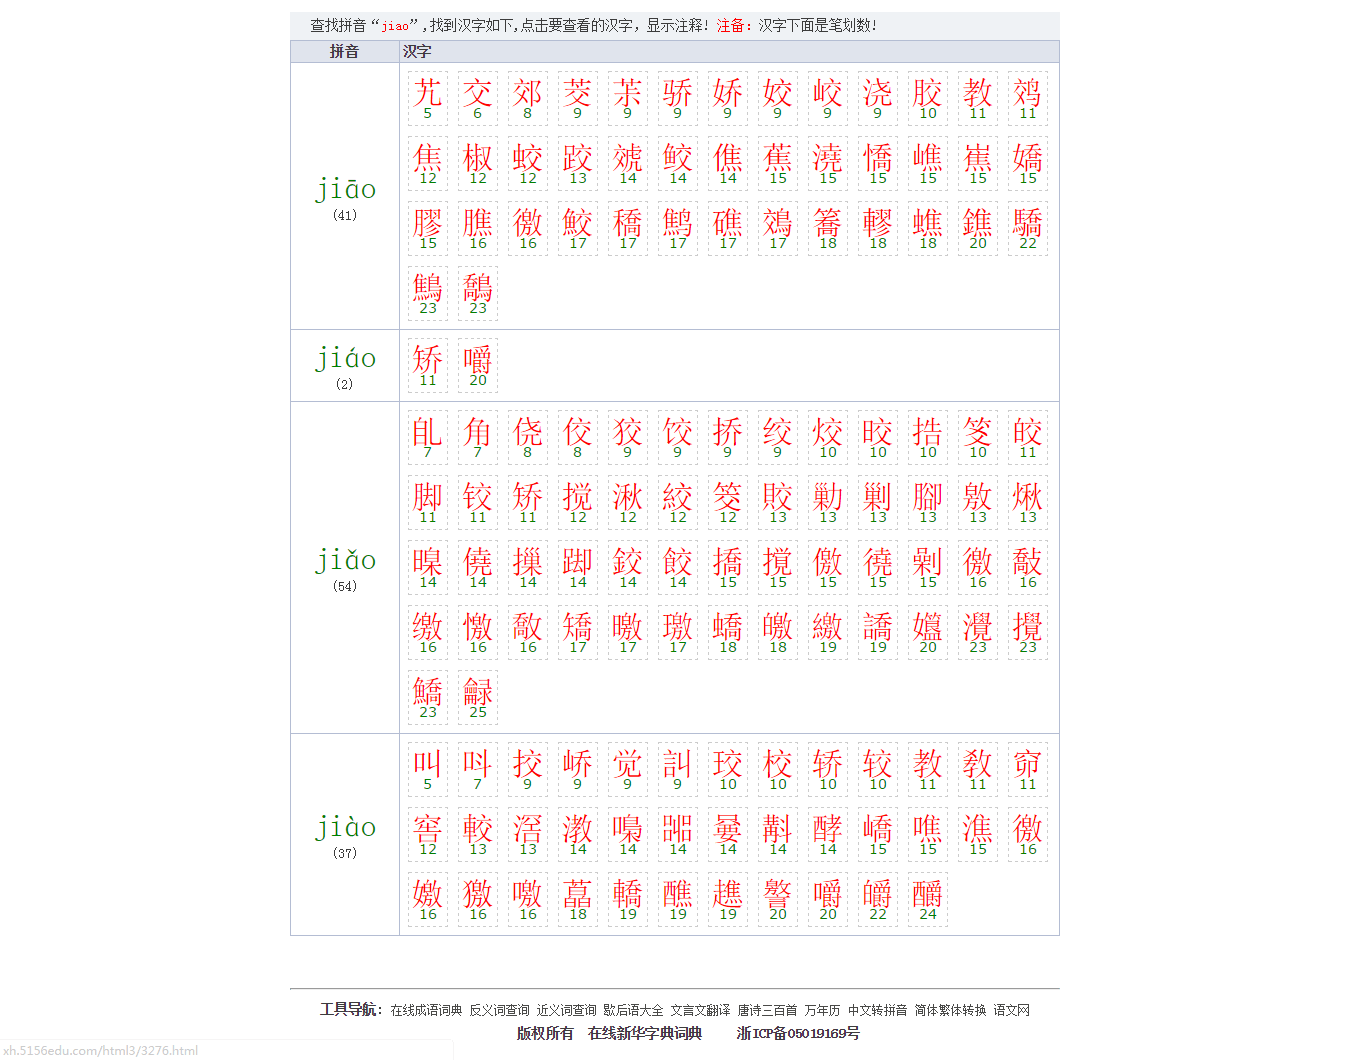 查找拼音“jiao”,找到汉字如下,点击要查看的汉字，显示注释！注备：汉字下面是笔划数！
拼音 汉字
艽 交 郊 茭 茮 骄 娇 姣 峧 浇 胶 教 鹪
5 6 8 9 9 9 9 9 9 9 10 11 11
焦 椒 蛟 跤 虠 鲛 僬 蕉 澆 憍 嶕 嶣 嬌
12 12 12 13 14 14 14 15 15 15 15 15 15
jiāo
(41)
膠 膲 徼 鮫 穚 鹪 礁 鵁 簥 轇 蟭 鐎 驕
15 16 16 17 17 17 17 17 18 18 18 20 22
鷦 鷮
23 23
jiáo
(2)
矫 嚼
11 20
臫 角 侥 佼 狡 饺 挢 绞 烄 晈 捁 笅 皎
7 7 8 8 9 9 9 9 10 10 10 10 11
脚 铰 矫 搅 湫 絞 筊 賋 勦 剿 腳 敫 煍
11 11 11 12 12 12 12 13 13 13 13 13 13
jiǎo
(54)
暞 僥 摷 踋 鉸 餃 撟 撹 儌 徺 劋 徼 敽
14 14 14 14 14 14 15 15 15 15 15 16 16
缴 憿 敿 矯 曒 璬 蟜 皦 繳 譑 孂 灚 攪
16 16 16 17 17 17 18 18 19 19 20 23 23
鱎 龣
23 25
叫 呌 挍 峤 觉 訆 珓 校 轿 较 教 敎 窌
5 7 9 9 9 9 10 10 10 10 11 11 11
jiào
(37)
窖 較 滘 漖 嘄 嘂 嘦 斠 酵 嶠 噍 潐 徼
12 13 13 14 14 14 14 14 14 15 15 15 16
嬓 獥 噭 藠 轎 醮 趭 譥 嚼 皭 釂
16 16 16 18 19 19 19 20 20 22 24
工具导航：在线成语词典 反义词查询 近义词查询 歇后语大全 文言文翻译 唐诗三百首 万年历 中文转拼音 简体繁体转换 语文网
版权所有 在线新华字典词典 浙ICP备05019169号
xh.5156edu.com/html3/3276.html